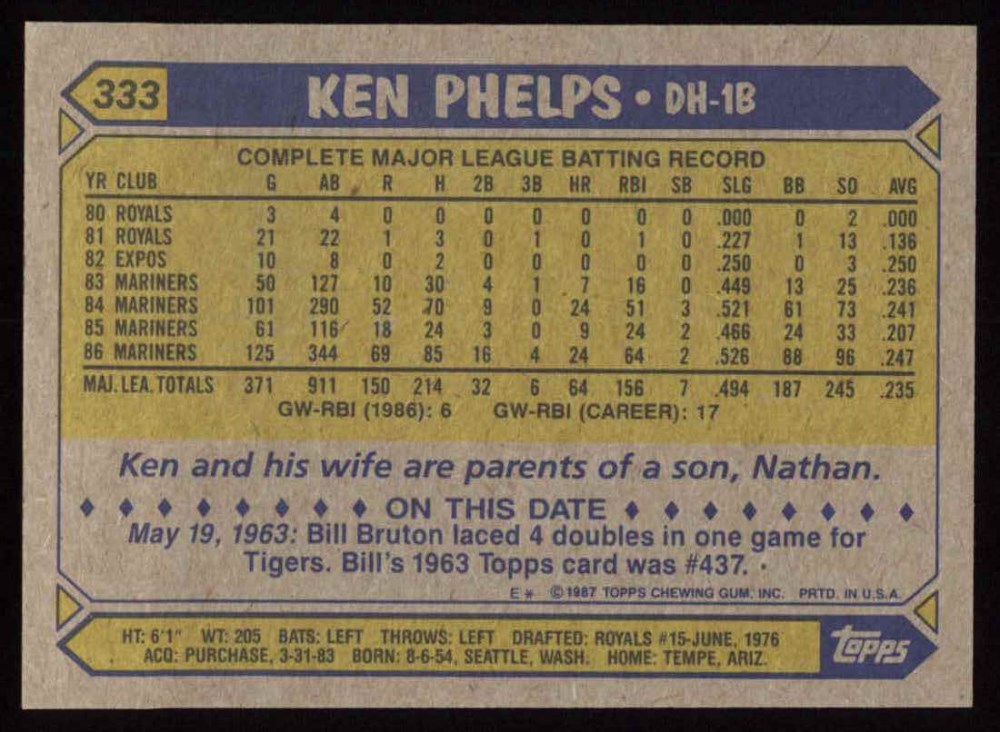 333
KEN PHELPS • DH-1B
COMPLETE MAJOR LEAGUE BATTING RECORD
YR CLUB G AB R H 2B 3B HR RBI SB SLG BB SO AVG
80 ROYALS 3 4 0 0 0 0 0 0 0 .000 0 2 .000
81 ROYALS 21 22 1 3 0 1 0 1 0 .227 1 13 .136
82 EXPOS 10 8 0 2 0 0 0 0 0 .250 0 3 .250
83 MARINERS 50 127 10 30 4 1 7 16 0 .449 13 25 .236
84 MARINERS 101 290 52 70 9 0 24 51 3 .521 61 73 .241
85 MARINERS 61 116 18 24 3 0 9 24 2 .466 24 33 .207
86 MARINERS 125 344 69 85 16 4 24 64 2 .526 88 96 .247
MAJ. LEA. TOTALS 371 911 150 214 32 6 64 156 7 .494 187 245 .235
GW-RBI (1986): 6 GW-RBI (CAREER): 17
Ken and his wife are parents of a son, Nathan.
♦ ♦ ♦ ♦ ♦ ♦ ♦ ♦ ON THIS DATE ♦ ♦ ♦ ♦ ♦ ♦ ♦ ♦
May 19, 1963: Bill Bruton laced 4 doubles in one game for
Tigers. Bill's 1963 Topps card was #437.
E* ©1987 TOPPS CHEWING GUM, INC. PRTD. IN U.S.A.
HT: 6'1" WT: 205 BATS: LEFT THROWS: LEFT DRAFTED: ROYALS #15-JUNE, 1976
ACQ: PURCHASE, 3-31-83 BORN: 8-6-54, SEATTLE, WASH. HOME: TEMPE, ARIZ.
topps